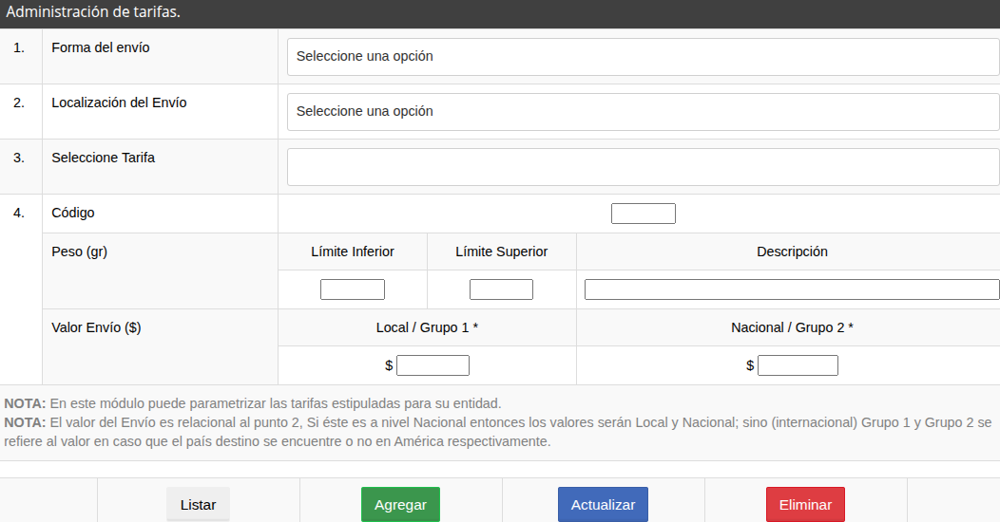 Administración de tarifas.
1. Forma del envío Seleccione una opción
2. Localización del Envío Seleccione una opción
3. Seleccione Tarifa
4. Código
Peso (gr) Límite Inferior Límite Superior Descripción
Valor Envío ($) Local / Grupo 1 * Nacional / Grupo 2 *
$ $
NOTA: En este módulo puede parametrizar las tarifas estipuladas para su entidad.
NOTA: El valor del Envío es relacional al punto 2, Si éste es a nivel Nacional entonces los valores serán Local y Nacional; sino (internacional) Grupo 1 y Grupo 2 se
refiere al valor en caso que el país destino se encuentre o no en América respectivamente.
Listar Agregar Actualizar Eliminar